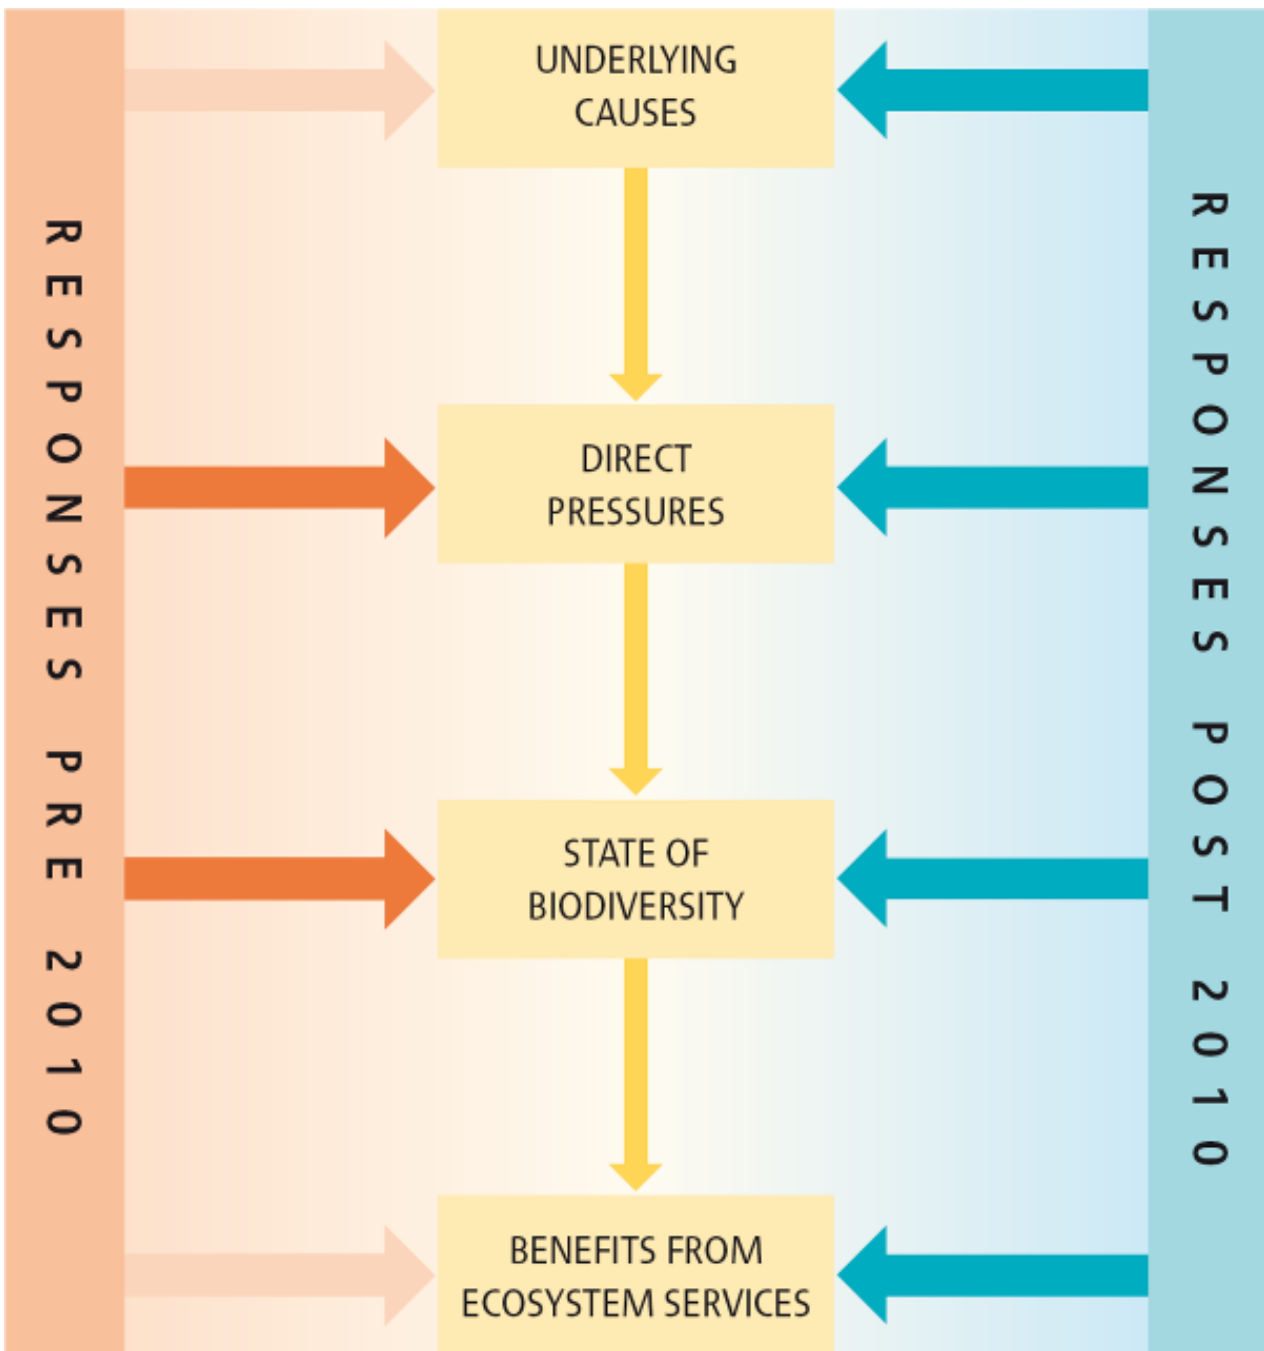 RESPONSES PRE 2010
UNDERLYING
CAUSES
DIRECT
PRESSURES
STATE OF
BIODIVERSITY
BENEFITS FROM
ECOSYSTEM SERVICES
RESPONSES POST 2010